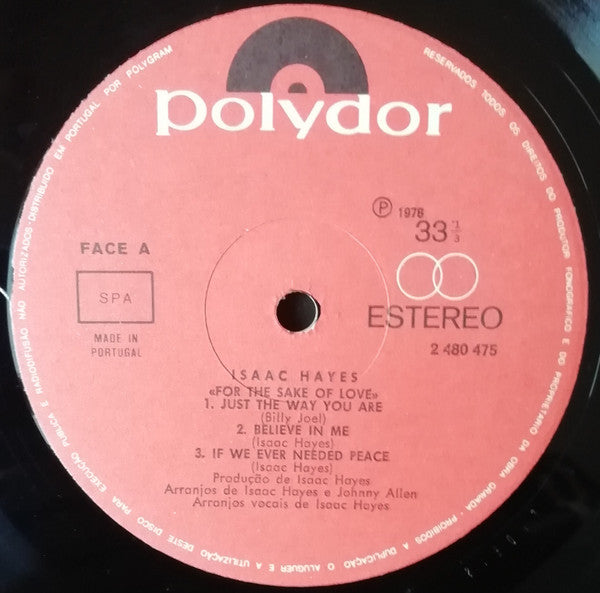 polydor
RESERVADOS TODOS OS DIREITOS DO PRODUTOR FONOGRÁFICO E DO PROPRIETÁRIO DA OBRA GRAVADA · PROIBIDOS A DUPLICAÇÃO O ALUGUER E A UTILIZAÇÃO DESTE DISCO PARA EXECUÇÃO PÚBLICA E RADIODIFUSÃO NÃO AUTORIZADOS · DISTRIBUIDO EM PORTUGAL POR POLYGRAM
Ⓟ 1978
33 1/3
FACE A
SPA
MADE IN
PORTUGAL
ESTEREO
2 480 475
ISAAC HAYES
«FOR THE SAKE OF LOVE»
1. JUST THE WAY YOU ARE
(Billy Joel)
2. BELIEVE IN ME
(Isaac Hayes)
3. IF WE EVER NEEDED PEACE
(Isaac Hayes)
Produção de Isaac Hayes
Arranjos de Isaac Hayes e Johnny Allen
Arranjos vocais de Isaac Hayes